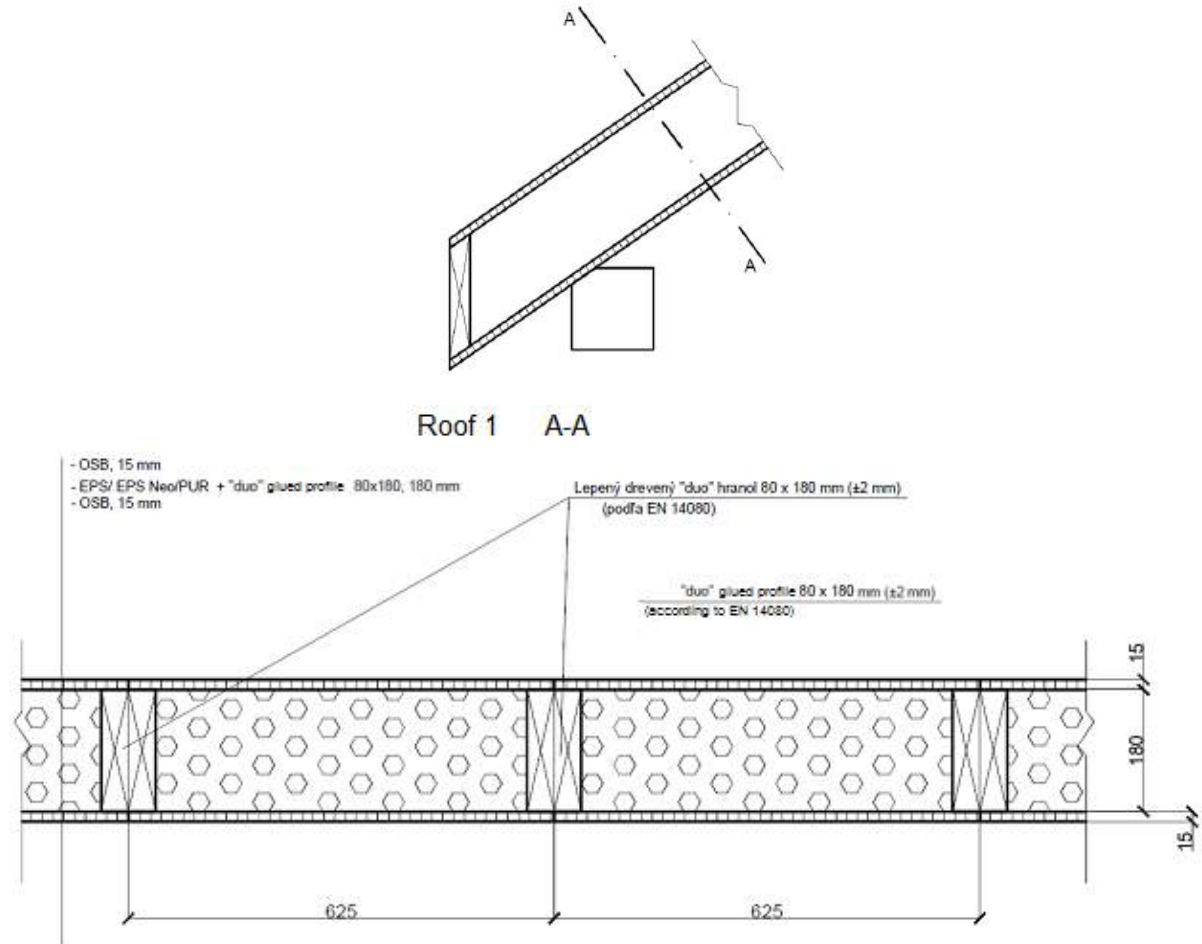 A
A
Roof 1 A-A
- OSB, 15 mm
- EPS/ EPS Neo/PUR + "duo" glued profile 80x180, 180 mm
- OSB, 15 mm
Lepený drevený "duo" hranol 80 x 180 mm (±2 mm)
(podľa EN 14080)
"duo" glued profile 80 x 180 mm (±2 mm)
(according to EN 14080)
15
180
15
625
625